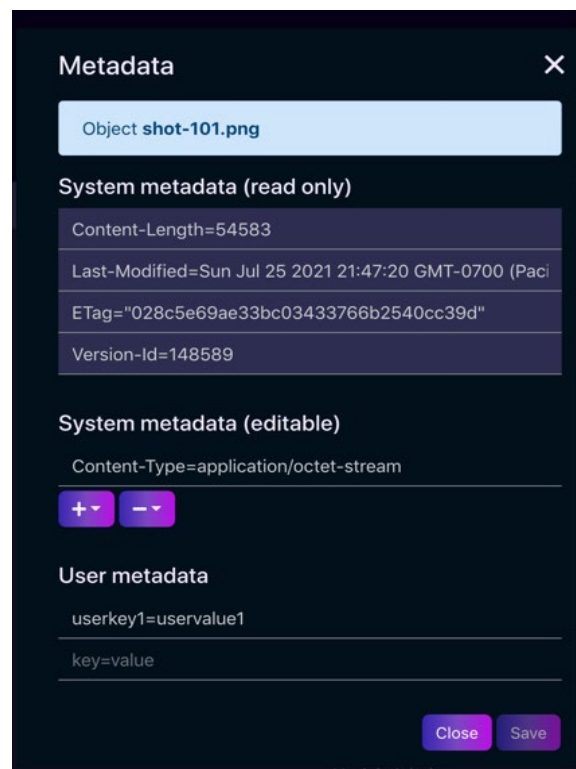 Metadata
Object shot-101.png
System metadata (read only)
Content-Length=54583
Last-Modified=Sun Jul 25 2021 21:47:20 GMT-0700 (Paci
ETag="028c5e69ae33bc03433766b2540cc39d"
Version-Id=148589
System metadata (editable)
Content-Type=application/octet-stream
User metadata
userkey1=uservalue1
key=value
Close Save